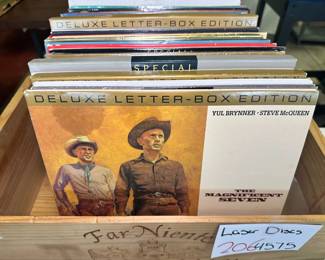 DELUXE LETTER-BOX EDITION
SPECIAL
DELUXE LETTER-BOX EDITION
YUL BRYNNER • STEVE McQUEEN
THE
MAGNIFICENT
SEVEN
Far Niente
Laser Discs